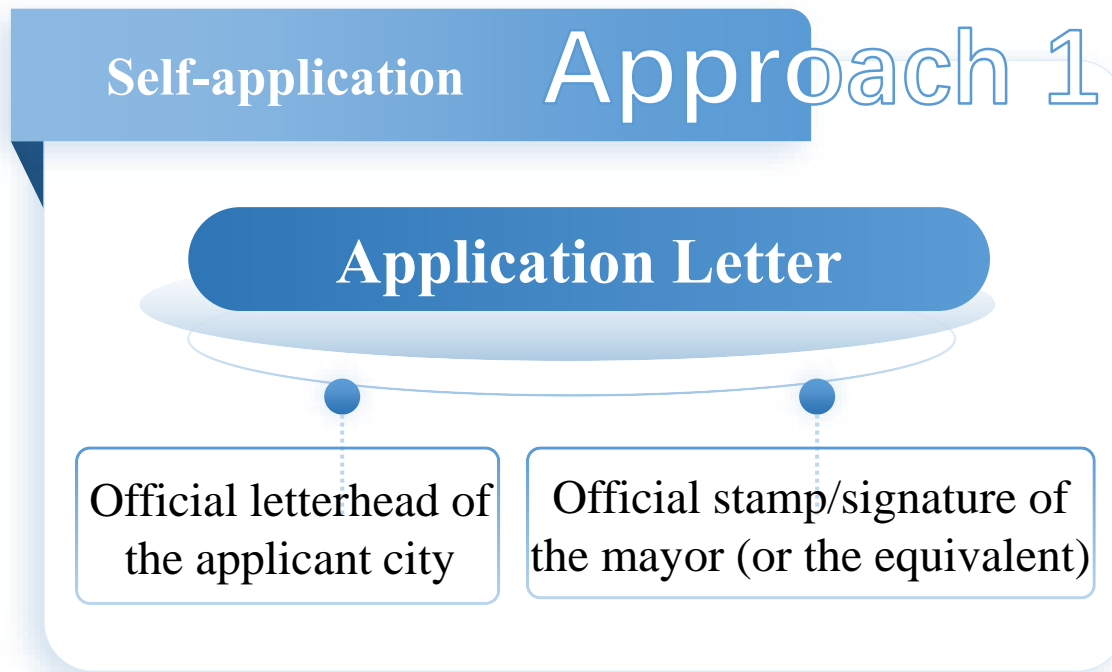 Self-application
Approach 1
Application Letter
Official letterhead of
the applicant city
Official stamp/signature of
the mayor (or the equivalent)